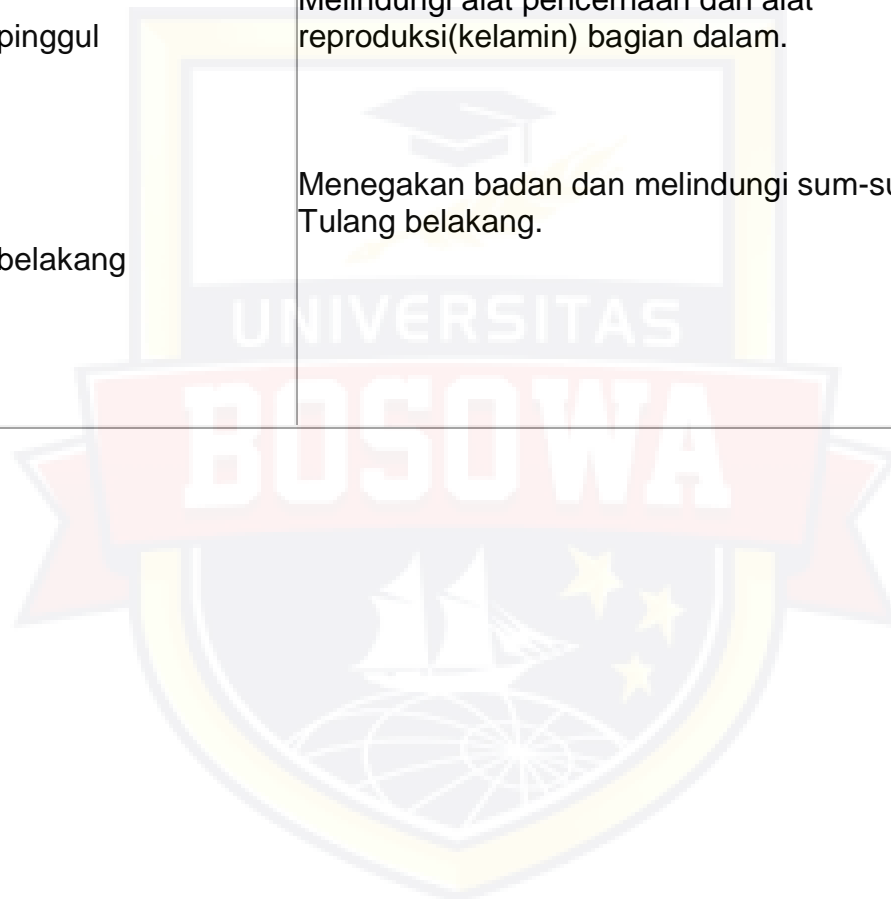 Melindungi alat pencernaan dan alat
pinggul
reproduksi(kelamin) bagian dalam.
Menegakan badan dan melindungi sum-su
Tulang belakang.
belakang
UNIVERSITAS
BOSOWA